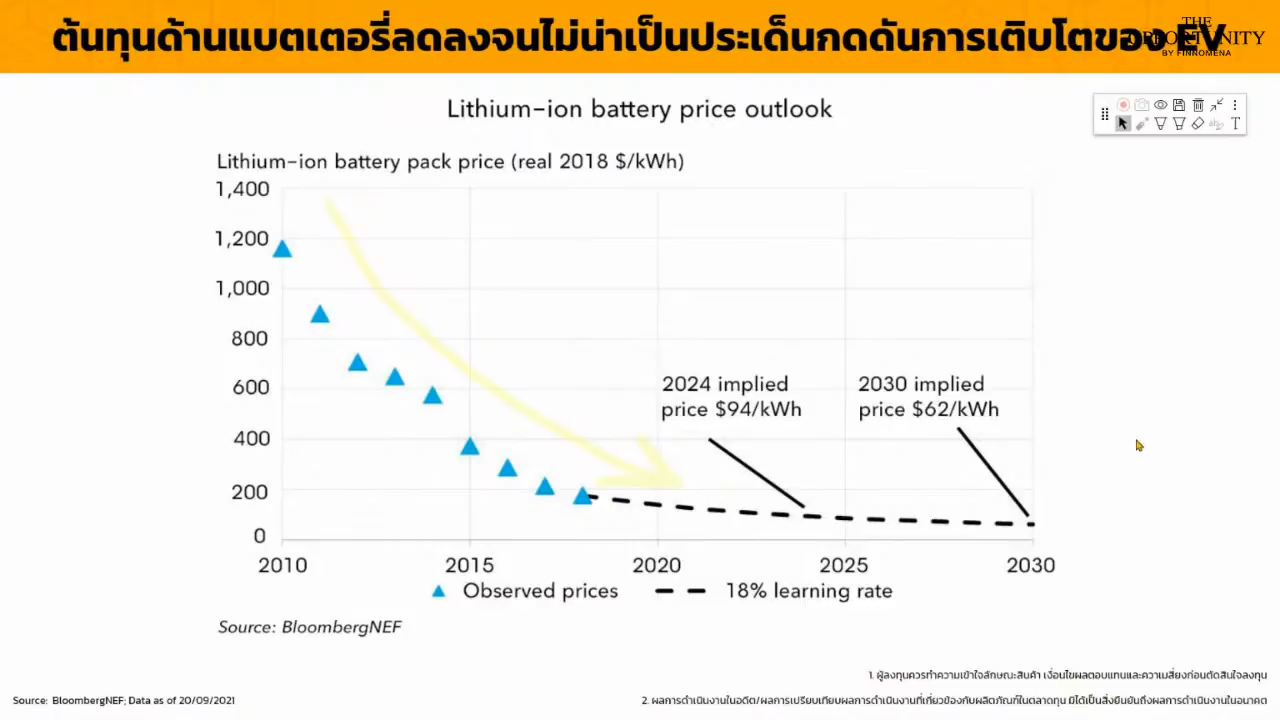 ต้นทุนด้านแบตเตอรี่ลดลงจนไม่น่าเป็นประเด็นกดดันการเติบโตของ EV
THE
OPPORTUNITY
BY FINNOMENA
Lithium-ion battery price outlook
Lithium-ion battery pack price (real 2018 $/kWh)
1,400
1,200
1,000
800
600
400
200
0
2024 implied
price $94/kWh
2030 implied
price $62/kWh
2010 2015 2020 2025 2030
Observed prices 18% learning rate
Source: BloombergNEF
1. ผู้ลงทุนควรทำความเข้าใจลักษณะสินค้า เงื่อนไขผลตอบแทนและความเสี่ยงก่อนตัดสินใจลงทุน
Source: BloombergNEF; Data as of 20/09/2021
2. ผลการดำเนินงานในอดีต/ผลการเปรียบเทียบผลการดำเนินงานที่เกี่ยวข้องกับผลิตภัณฑ์ในตลาดทุน มิได้เป็นสิ่งยืนยันถึงผลการดำเนินงานในอนาคต